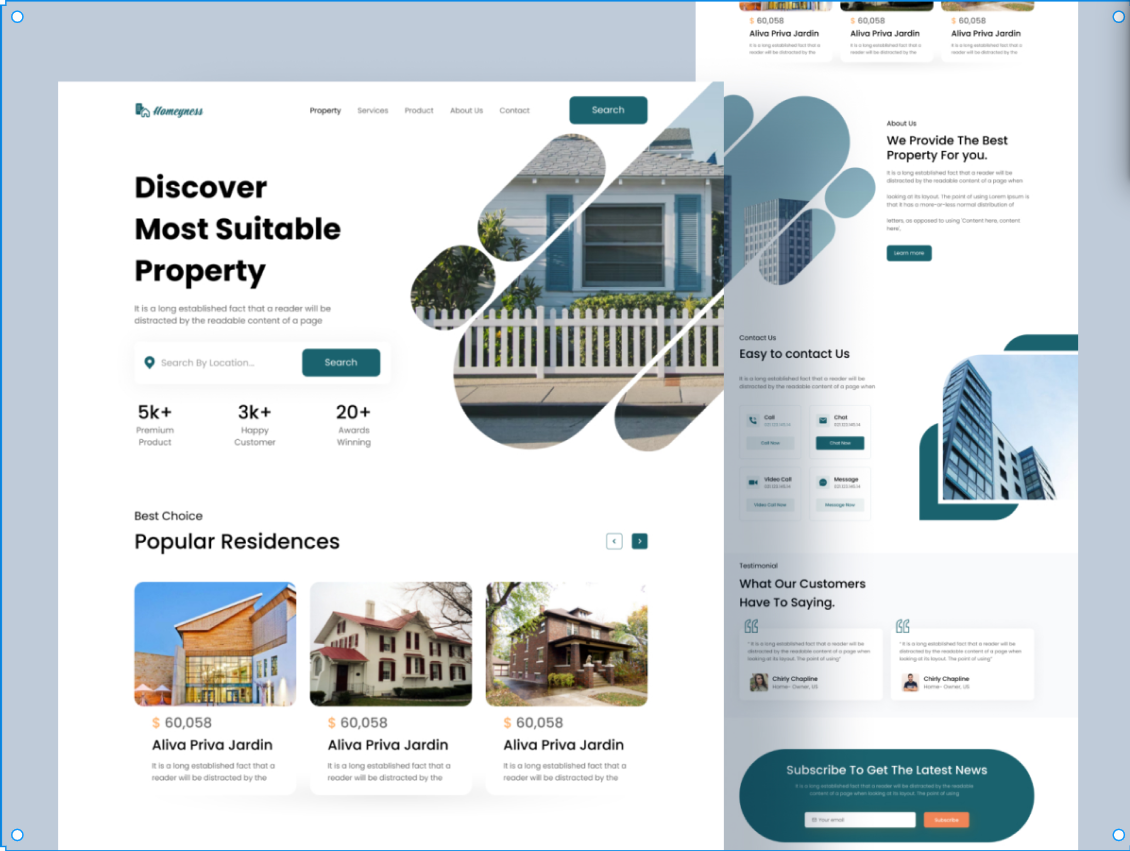 Homeyness
Property
Services
Product
About Us
Contact
Search
Discover
Most Suitable
Property
It is a long established fact that a reader will be
distracted by the readable content of a page
Search By Location...
Search
5k+
Premium
Product
3k+
Happy
Customer
20+
Awards
Winning
Best Choice
Popular Residences
$ 60,058
Aliva Priva Jardin
It is a long established fact that a
reader will be distracted by the
$ 60,058
Aliva Priva Jardin
It is a long established fact that a
reader will be distracted by the
$ 60,058
Aliva Priva Jardin
It is a long established fact that a
reader will be distracted by the
$ 60,058
Aliva Priva Jardin
It is a long established fact that a
reader will be distracted by the
$ 60,058
Aliva Priva Jardin
It is a long established fact that a
reader will be distracted by the
$ 60,058
Aliva Priva Jardin
It is a long established fact that a
reader will be distracted by the
About Us
We Provide The Best
Property For you.
It is a long established fact that a reader will be
distracted by the readable content of a page when
looking at its layout. The point of using Lorem Ipsum is
that it has a more-or-less normal distribution of
letters, as opposed to using 'Content here, content
here',
Learn more
Contact Us
Easy to contact Us
It is a long established fact that a reader will be
distracted by the readable content of a page when
Call
Call Now
Chat
Chat Now
Video Call
Video Call Now
Message
Message Now
Testimonial
What Our Customers
Have To Saying.
" It is a long established fact that a reader will be
distracted by the readable content of a page when
looking at its layout. The point of using"
Chirly Chapline
Home- Owner, US
" It is a long established fact that a reader will be
distracted by the readable content of a page when
looking at its layout. The point of using"
Chirly Chapline
Home- Owner, US
Subscribe To Get The Latest News
It is a long established fact that a reader will be distracted by the readable
content of a page when looking at its layout. The point of using
Your email
Subscribe